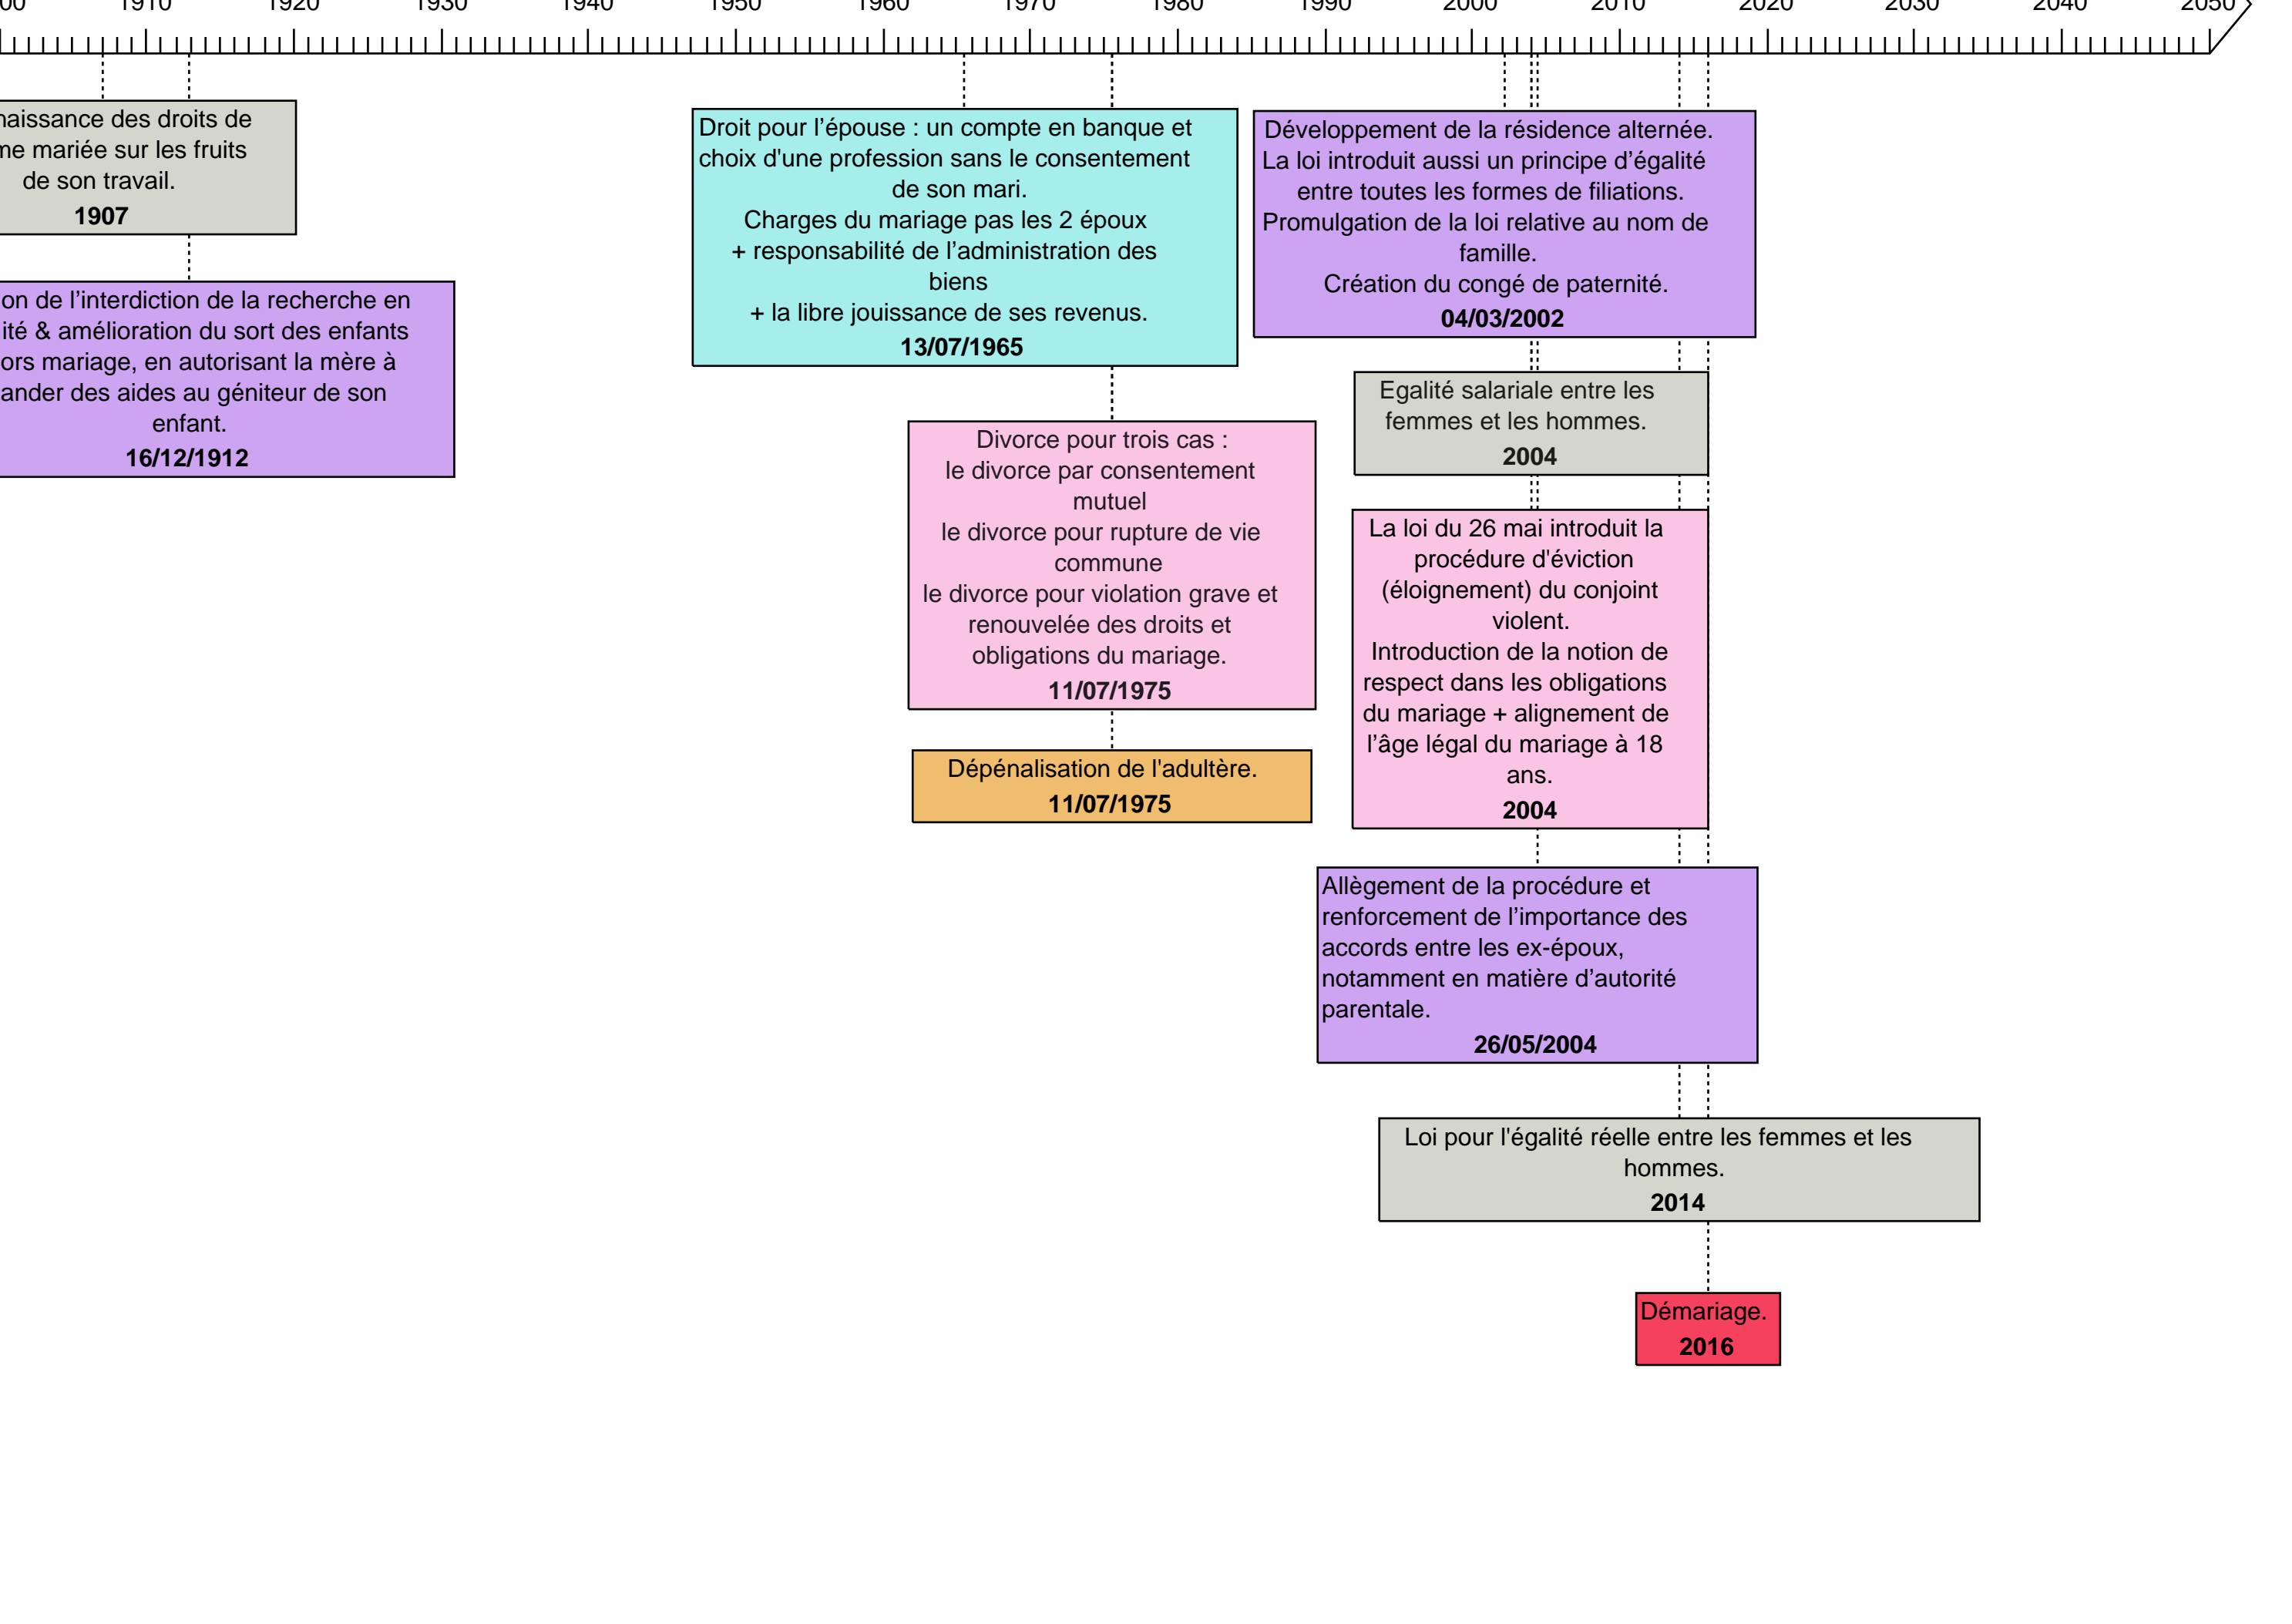 00 1910 1920 1930 1940 1950 1960 1970 1980 1990 2000 2010 2020 2030 2040 2050
naissance des droits de
me mariée sur les fruits
de son travail.
1907
on de l’interdiction de la recherche en
ité & amélioration du sort des enfants
ors mariage, en autorisant la mère à
ander des aides au géniteur de son
enfant.
16/12/1912
Droit pour l’épouse : un compte en banque et
choix d'une profession sans le consentement
de son mari.
Charges du mariage pas les 2 époux
+ responsabilité de l’administration des
biens
+ la libre jouissance de ses revenus.
13/07/1965
Divorce pour trois cas :
le divorce par consentement
mutuel
le divorce pour rupture de vie
commune
le divorce pour violation grave et
renouvelée des droits et
obligations du mariage.
11/07/1975
Dépénalisation de l'adultère.
11/07/1975
Développement de la résidence alternée.
La loi introduit aussi un principe d’égalité
entre toutes les formes de filiations.
Promulgation de la loi relative au nom de
famille.
Création du congé de paternité.
04/03/2002
Egalité salariale entre les
femmes et les hommes.
2004
La loi du 26 mai introduit la
procédure d'éviction
(éloignement) du conjoint
violent.
Introduction de la notion de
respect dans les obligations
du mariage + alignement de
l’âge légal du mariage à 18
ans.
2004
Allègement de la procédure et
renforcement de l’importance des
accords entre les ex-époux,
notamment en matière d’autorité
parentale.
26/05/2004
Loi pour l'égalité réelle entre les femmes et les
hommes.
2014
Démariage.
2016